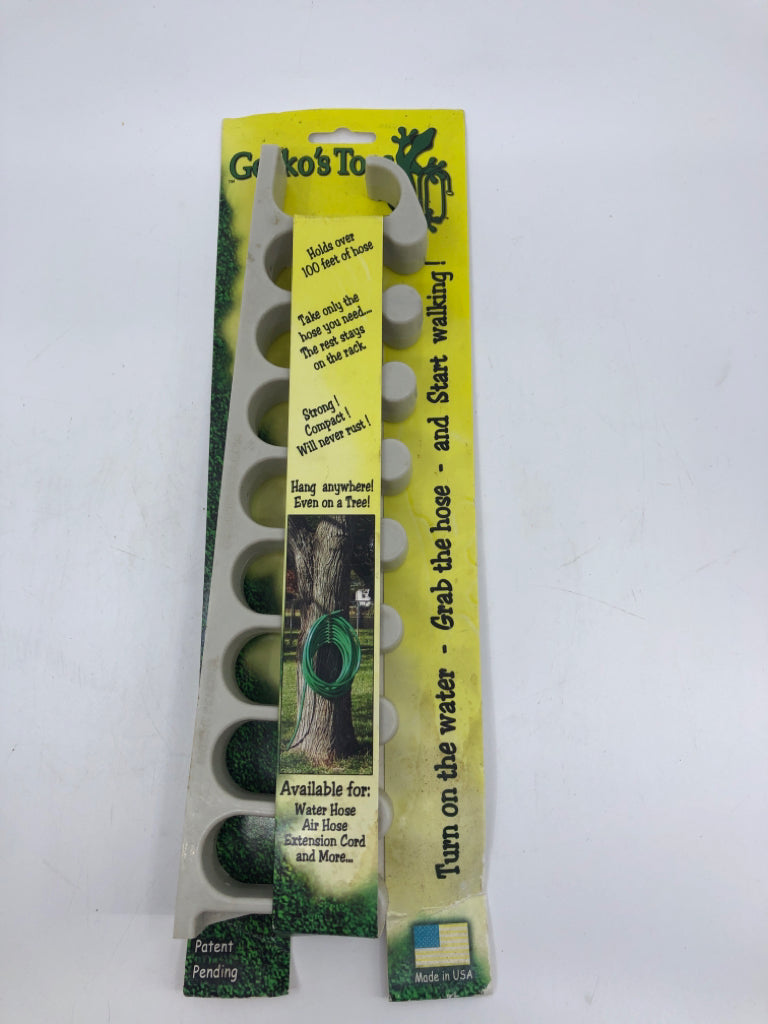 ™
Holds over
100 feet of hose
Take only the
hose you need...
The rest stays
on the rack.
Strong !
Compact !
Will never rust !
Hang anywhere!
Even on a Tree!
Available for:
Water Hose
Air Hose
Extension Cord
and More...
Turn on the water - Grab the hose - and Start walking !
Patent
Pending
Made in USA